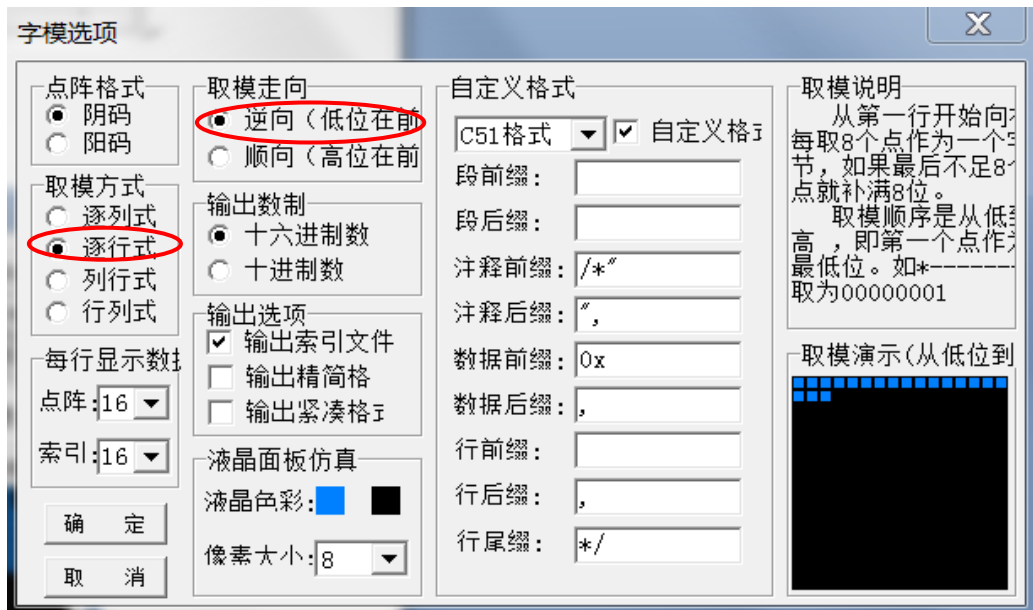 字模选项
点阵格式
阴码
阳码
取模方式
逐列式
逐行式
列行式
行列式
每行显示数
点阵:16
索引:16
确 定
取 消
取模走向
逆向（低位在前
顺向（高位在前
输出数制
十六进制数
十进制数
输出选项
输出索引文件
输出精简格
输出紧凑格
液晶面板仿真
液晶色彩:
像素大小:8
自定义格式
C51格式
自定义格
段前缀:
段后缀:
注释前缀: /*"
注释后缀: ",
数据前缀: 0x
数据后缀: ,
行前缀:
行后缀: ,
行尾缀: */
取模说明
从第一行开始向
每取8个点作为一个
节，如果最后不足8
点就补满8位。
取模顺序是从低
高 ，即第一个点作
最低位。如*-------
取为00000001
取模演示(从低位到